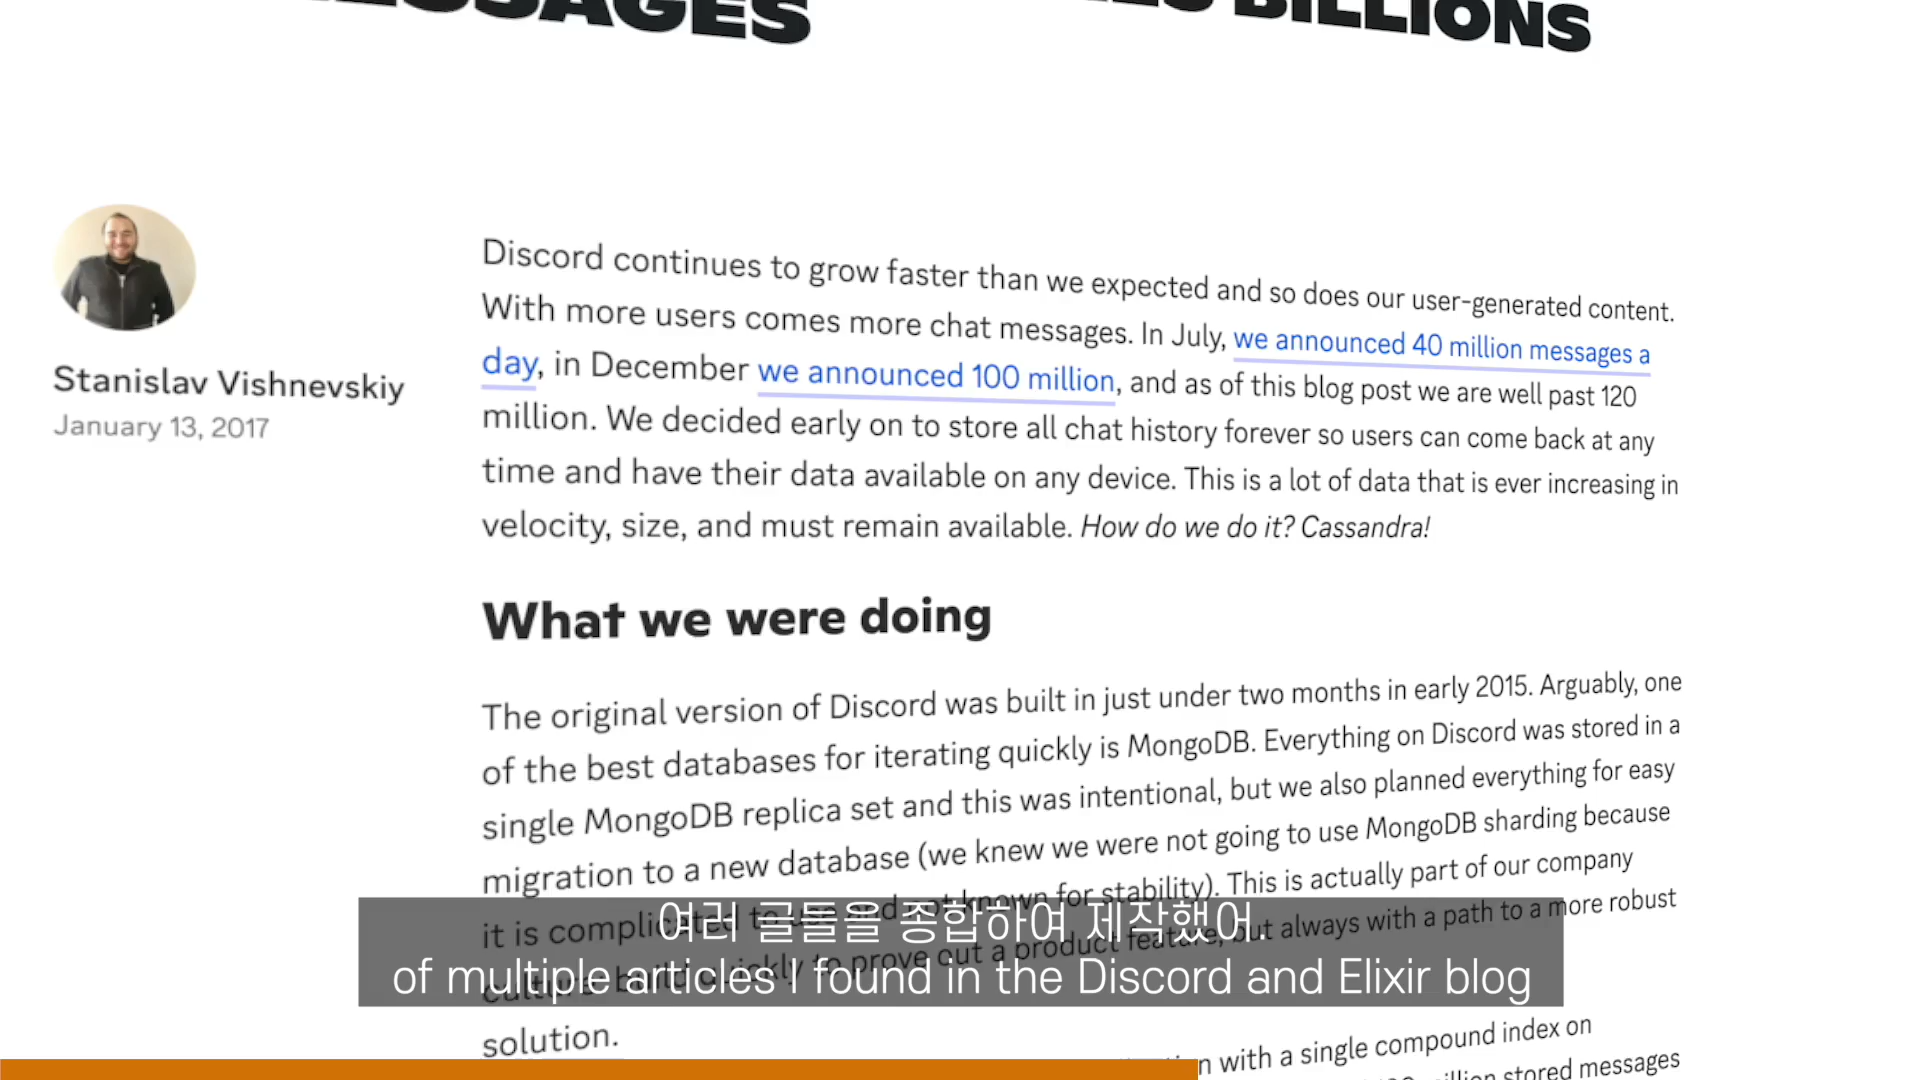 MESSAGES
BILLIONS
Stanislav Vishnevskiy
January 13, 2017
Discord continues to grow faster than we expected and so does our user-generated content.
With more users comes more chat messages. In July, we announced 40 million messages a
day, in December we announced 100 million, and as of this blog post we are well past 120
million. We decided early on to store all chat history forever so users can come back at any
time and have their data available on any device. This is a lot of data that is ever increasing in
velocity, size, and must remain available. How do we do it? Cassandra!
What we were doing
The original version of Discord was built in just under two months in early 2015. Arguably, one
of the best databases for iterating quickly is MongoDB. Everything on Discord was stored in a
single MongoDB replica set and this was intentional, but we also planned everything for easy
migration to a new database (we knew we were not going to use MongoDB sharding because
it is complicated to use and not known for stability). This is actually part of our company
culture: build quickly to prove out a product feature, but always with a path to a more robust
solution.
여러 글들을 종합하여 제작했어.
of multiple articles I found in the Discord and Elixir blog
with a single compound index on
stored messages